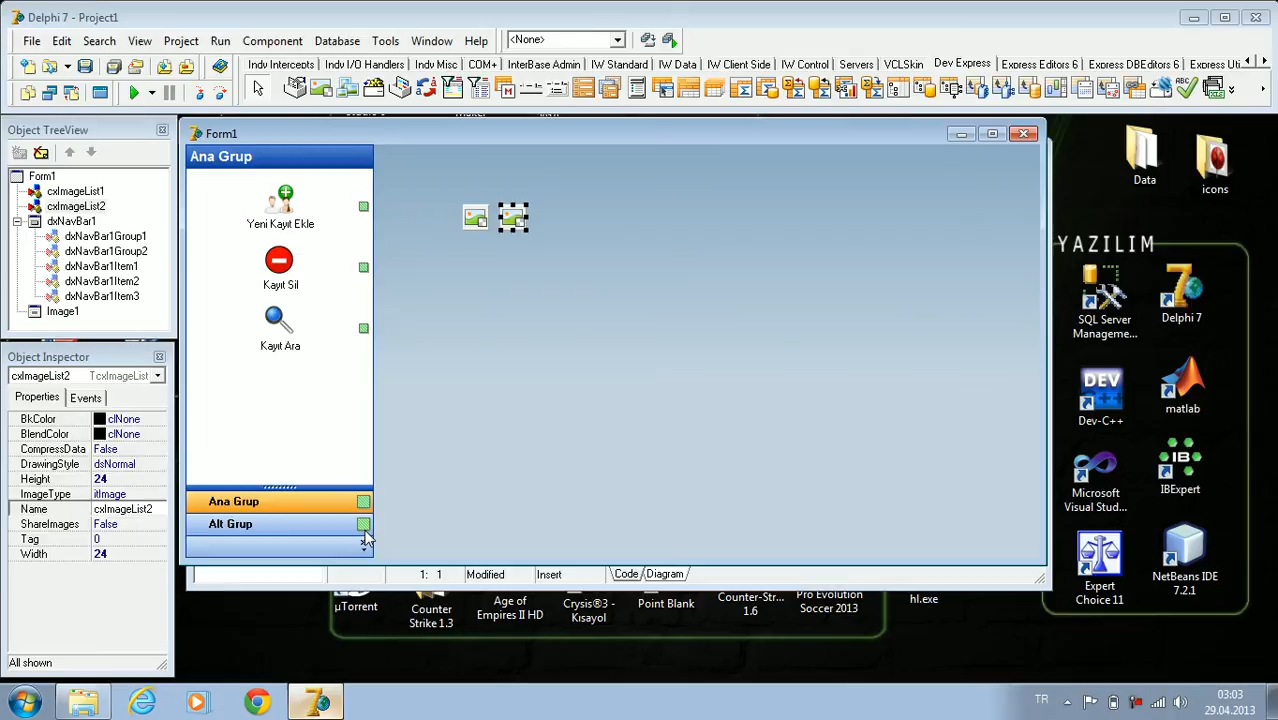 Delphi 7 - Project1
File Edit Search View Project Run Component Database Tools Window Help
<None>
Indy Intercepts Indy I/O Handlers Indy Misc COM+ InterBase Admin IW Standard IW Data IW Client Side IW Control Servers VCLSkin Dev Express Express Editors 6 Express DBEditors 6 Express Uti
Object TreeView
Form1
cxImageList1
cxImageList2
dxNavBar1
dxNavBar1Group1
dxNavBar1Group2
dxNavBar1Item1
dxNavBar1Item2
dxNavBar1Item3
Image1
Object Inspector
cxImageList2 TcxImageList
Properties Events
BkColor clNone
BlendColor clNone
CompressData False
DrawingStyle dsNormal
Height 24
ImageType itImage
Name cxImageList2
ShareImages False
Tag 0
Width 24
All shown
Form1
Ana Grup
Yeni Kayıt Ekle
Kayıt Sil
Kayıt Ara
Ana Grup
Alt Grup
1: 1 Modified Insert Code Diagram
Data
icons
YAZILIM
SQL Server Manageme...
Delphi 7
DEV
Dev-C++
matlab
Microsoft Visual Stud...
IBExpert
Expert Choice 11
NetBeans IDE 7.2.1
µTorrent
Counter Strike 1.3
Age of Empires II HD
Crysis®3 - Kısayol
Point Blank
Counter-Str... 1.6
Pro Evolution Soccer 2013
hl.exe
TR
03:03
29.04.2013